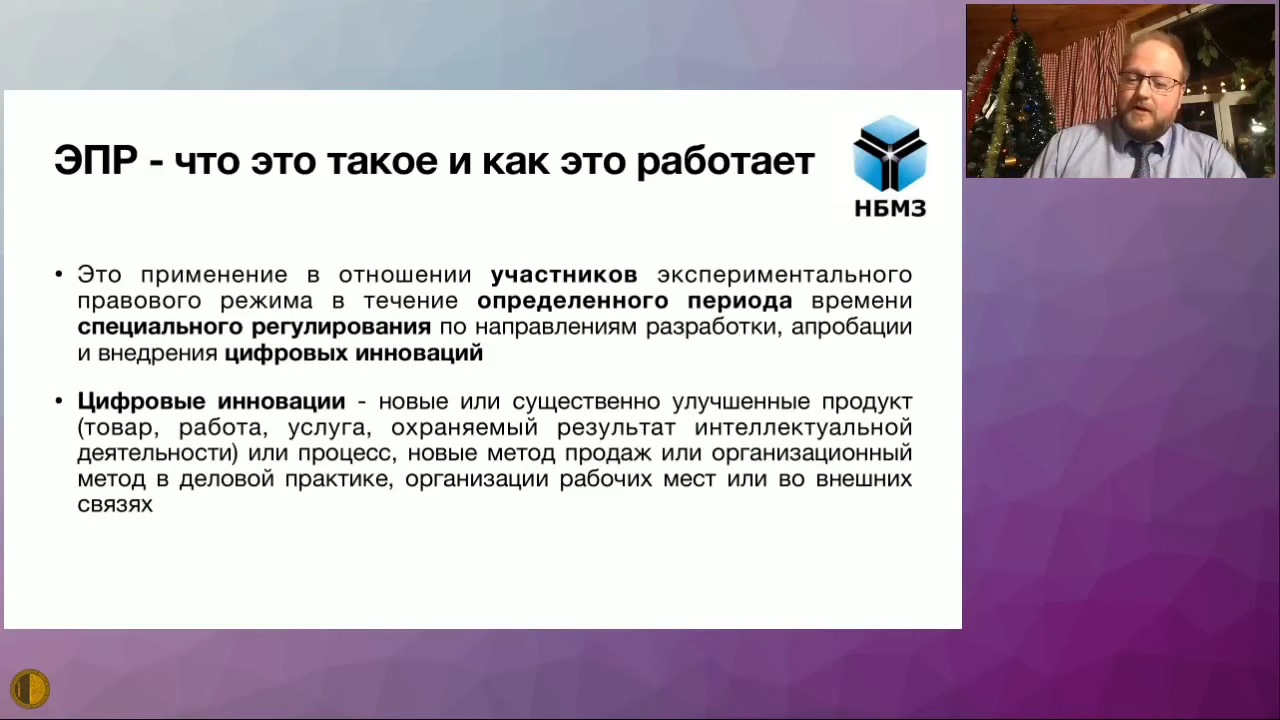 ЭПР - что это такое и как это работает
НБМЗ
• Это применение в отношении участников экспериментального
правового режима в течение определенного периода времени
специального регулирования по направлениям разработки, апробации
и внедрения цифровых инноваций
• Цифровые инновации - новые или существенно улучшенные продукт
(товар, работа, услуга, охраняемый результат интеллектуальной
деятельности) или процесс, новые метод продаж или организационный
метод в деловой практике, организации рабочих мест или во внешних
связях